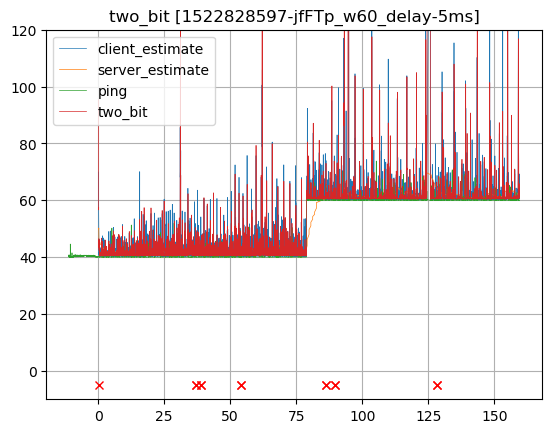 two_bit [1522828597-jfFTp_w60_delay-5ms]
client_estimate
server_estimate
ping
two_bit
120
100
80
60
40
20
0
0 25 50 75 100 125 150